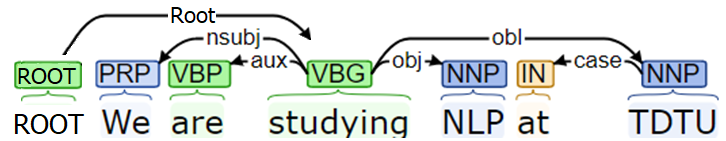 Root
nsubj obl
aux obj case
ROOT PRP VBP VBG NNP IN NNP
ROOT We are studying NLP at TDTU